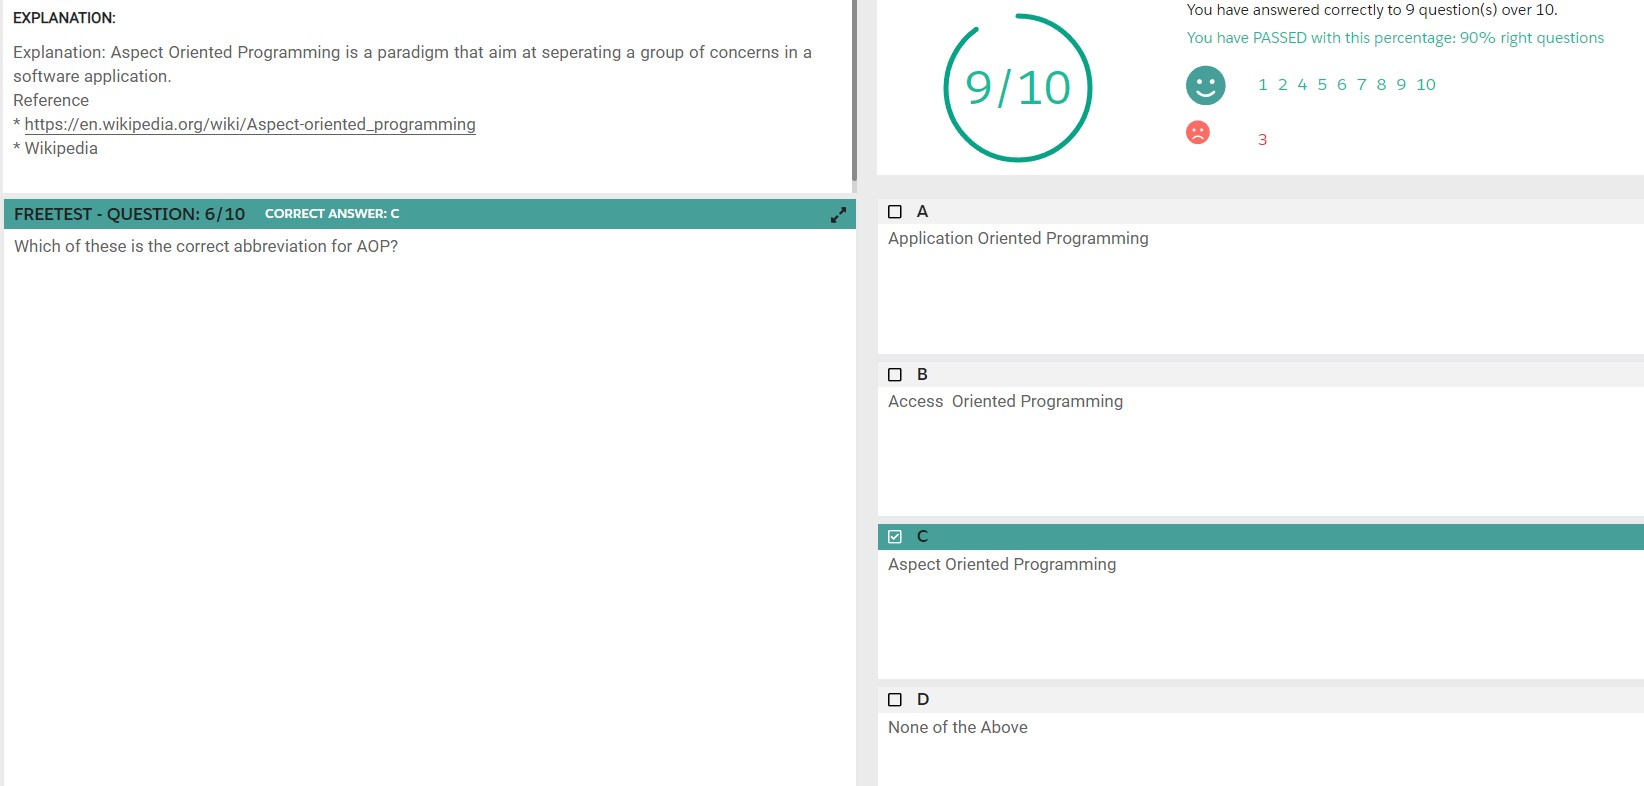 EXPLANATION:
Explanation: Aspect Oriented Programming is a paradigm that aim at seperating a group of concerns in a
software application.
Reference
* https://en.wikipedia.org/wiki/Aspect-oriented_programming
* Wikipedia
9/10
You have answered correctly to 9 question(s) over 10.
You have PASSED with this percentage: 90% right questions
1 2 4 5 6 7 8 9 10
3
FREETEST - QUESTION: 6/10 CORRECT ANSWER: C
Which of these is the correct abbreviation for AOP?
A
Application Oriented Programming
B
Access Oriented Programming
C
Aspect Oriented Programming
D
None of the Above